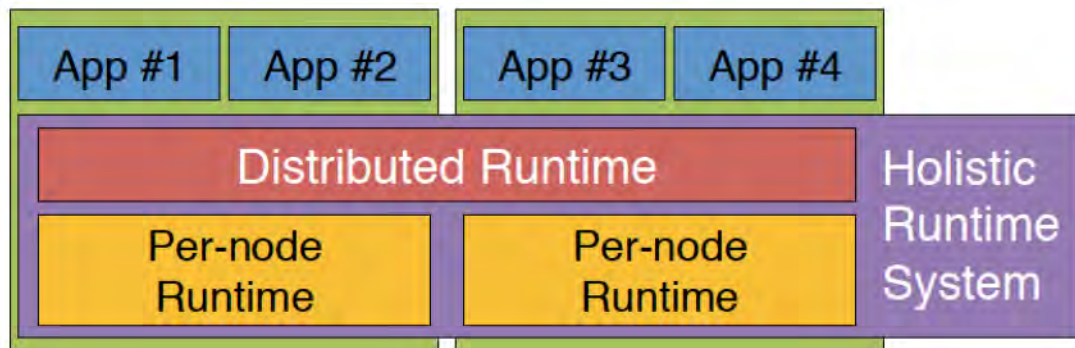 App #1
App #2
App #3
App #4
Distributed Runtime
Holistic
Runtime
System
Per-node
Runtime
Per-node
Runtime